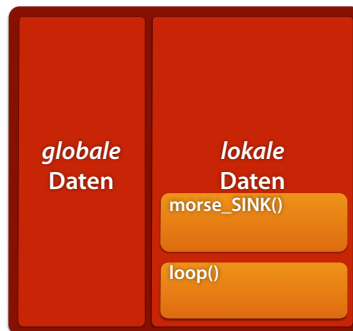 globale
Daten
lokale
Daten
morse_SINK()
loop()